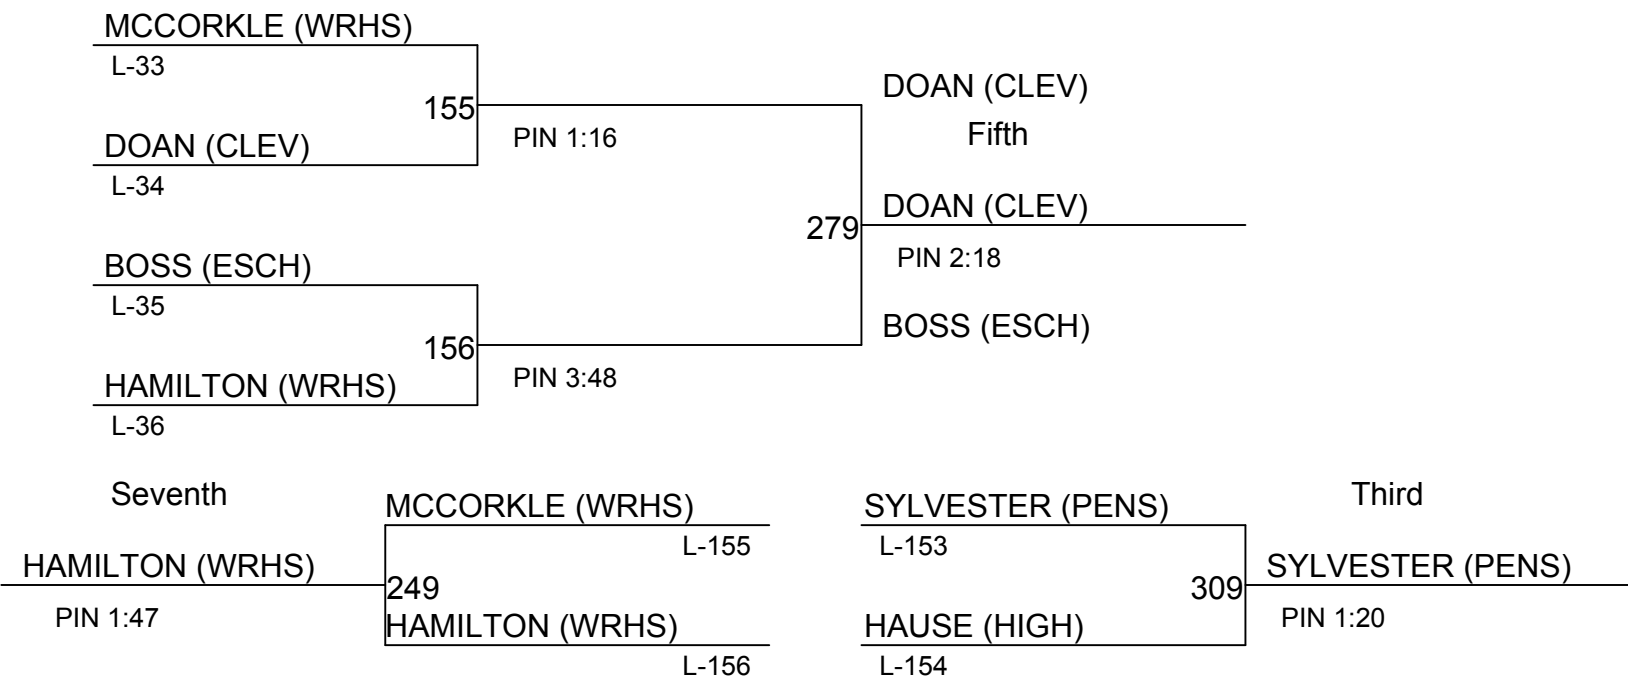 MCCORKLE (WRHS)
L-33
155
DOAN (CLEV)
L-34
PIN 1:16
BOSS (ESCH)
L-35
156
HAMILTON (WRHS)
L-36
PIN 3:48
DOAN (CLEV)
Fifth
279
DOAN (CLEV)
PIN 2:18
BOSS (ESCH)
Seventh
MCCORKLE (WRHS)
L-155
HAMILTON (WRHS)
249
PIN 1:47
HAMILTON (WRHS)
L-156
SYLVESTER (PENS)
L-153
Third
309
SYLVESTER (PENS)
PIN 1:20
HAUSE (HIGH)
L-154